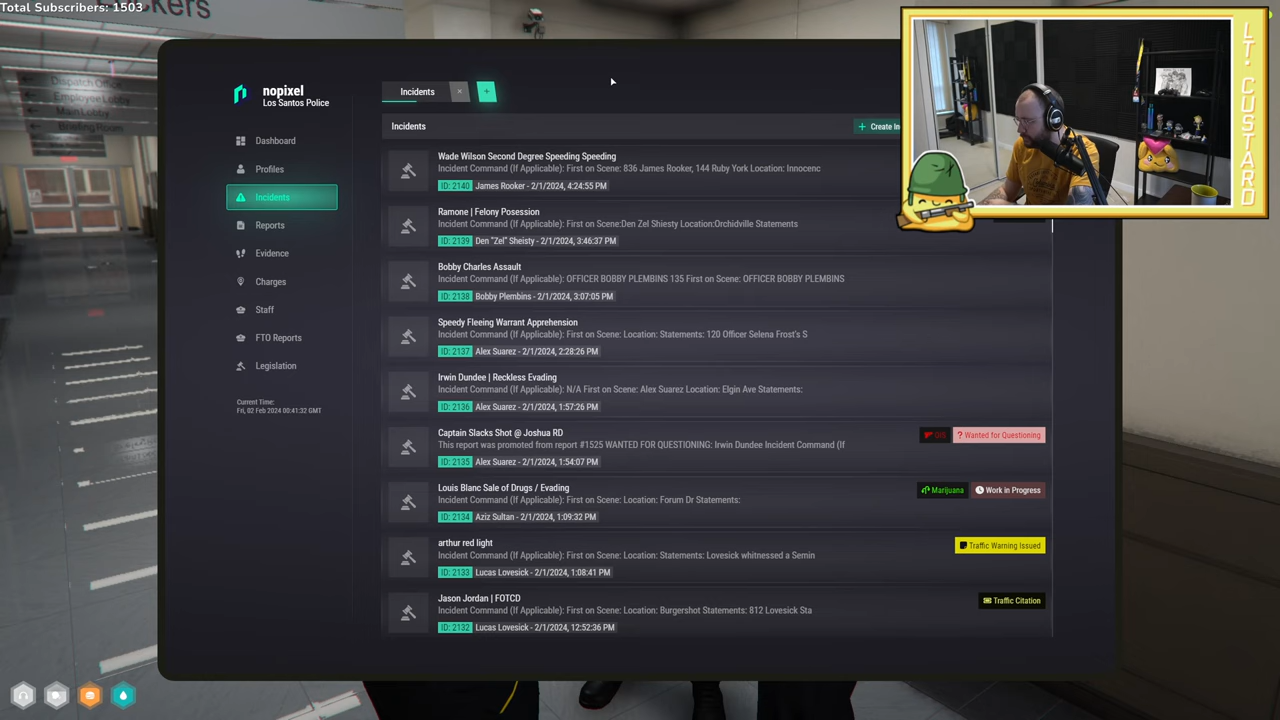 Total Subscribers: 1503
ckers
Dispatch Office
Employee Lobby
Main Lobby
Briefing Room
nopixel
Los Santos Police
Dashboard
Profiles
Incidents
Reports
Evidence
Charges
Staff
FTO Reports
Legislation
Current Time:
Fri, 02 Feb 2024 00:41:32 GMT
Incidents
Incidents
Create In
Wade Wilson Second Degree Speeding Speeding
Incident Command (If Applicable): First on Scene: 836 James Rooker, 144 Ruby York Location: Innocenc
ID: 2140 James Rooker - 2/1/2024, 4:24:55 PM
Ramone | Felony Posession
Incident Command (If Applicable): First on Scene:Den Zel Shiesty Location:Orchidville Statements
ID: 2139 Den "Zel" Sheisty - 2/1/2024, 3:46:37 PM
Bobby Charles Assault
Incident Command (If Applicable): OFFICER BOBBY PLEMBINS 135 First on Scene: OFFICER BOBBY PLEMBINS
ID: 2138 Bobby Plembins - 2/1/2024, 3:07:05 PM
Speedy Fleeing Warrant Apprehension
Incident Command (If Applicable): First on Scene: Location: Statements: 120 Officer Selena Frost's S
ID: 2137 Alex Suarez - 2/1/2024, 2:28:26 PM
Irwin Dundee | Reckless Evading
Incident Command (If Applicable): N/A First on Scene: Alex Suarez Location: Elgin Ave Statements:
ID: 2136 Alex Suarez - 2/1/2024, 1:57:26 PM
Captain Slacks Shot @ Joshua RD
This report was promoted from report #1525 WANTED FOR QUESTIONING: Irwin Dundee Incident Command (If
ID: 2135 Alex Suarez - 2/1/2024, 1:54:07 PM
OIS ? Wanted for Questioning
Louis Blanc Sale of Drugs / Evading
Incident Command (If Applicable): First on Scene: Location: Forum Dr Statements:
ID: 2134 Aziz Sultan - 2/1/2024, 1:09:32 PM
Marijuana Work in Progress
arthur red light
Incident Command (If Applicable): First on Scene: Location: Statements: Lovesick whitnessed a Semin
ID: 2133 Lucas Lovesick - 2/1/2024, 1:08:41 PM
Traffic Warning Issued
Jason Jordan | FOTCD
Incident Command (If Applicable): First on Scene: Location: Burgershot Statements: 812 Lovesick Sta
ID: 2132 Lucas Lovesick - 2/1/2024, 12:52:36 PM
Traffic Citation
LT. CUSTARD